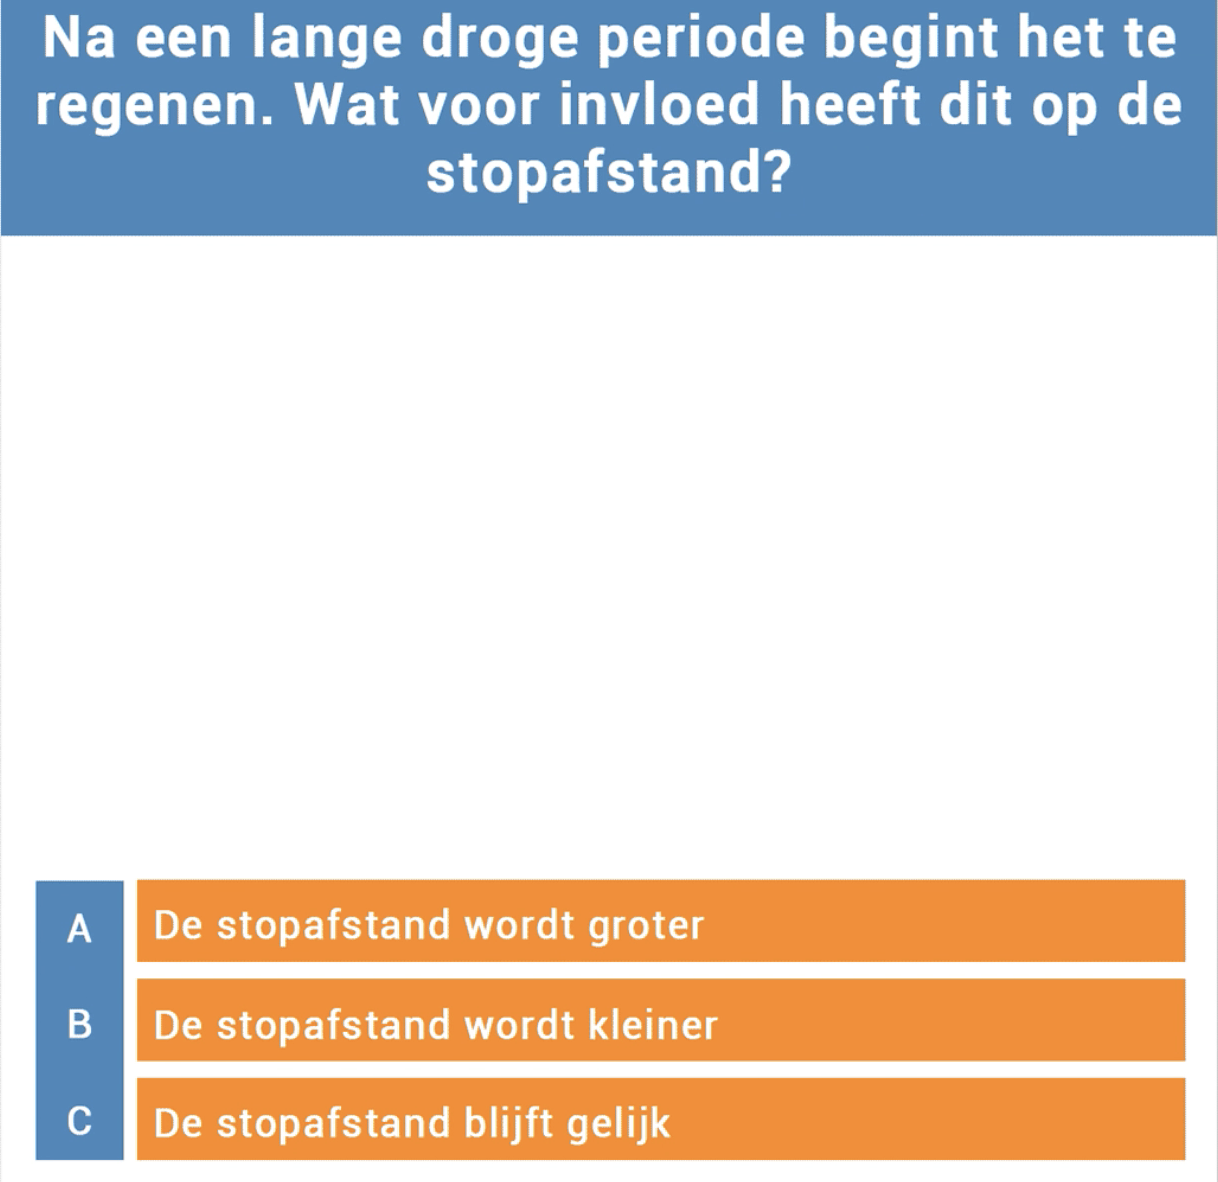 Na een lange droge periode begint het te
regenen. Wat voor invloed heeft dit op de
stopafstand?
A De stopafstand wordt groter
B De stopafstand wordt kleiner
C De stopafstand blijft gelijk